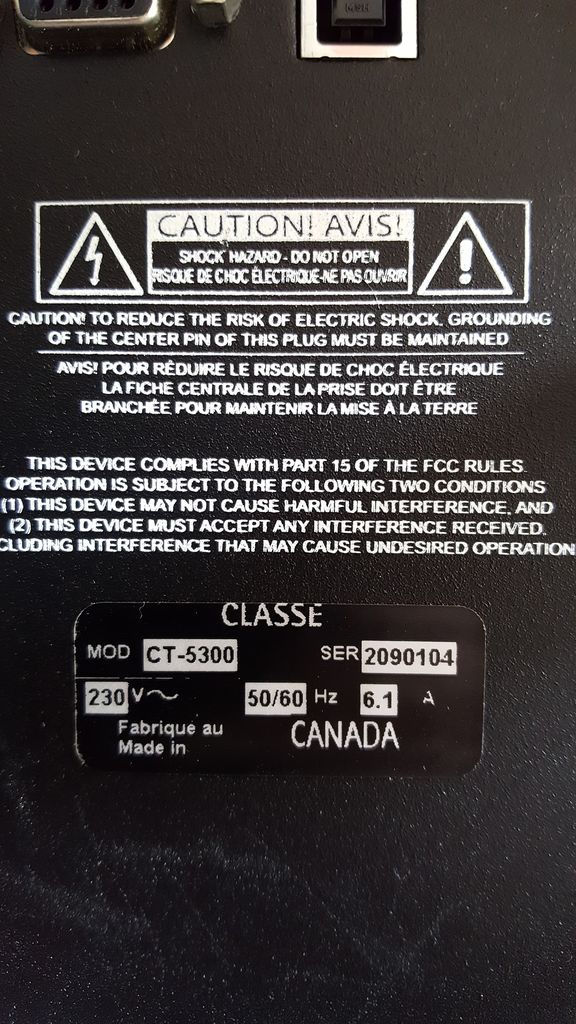 CAUTION! AVIS!
SHOCK HAZARD - DO NOT OPEN
RISQUE DE CHOC ÉLECTRIQUE-NE PAS OUVRIR
CAUTION! TO REDUCE THE RISK OF ELECTRIC SHOCK. GROUNDING
OF THE CENTER PIN OF THIS PLUG MUST BE MAINTAINED
AVIS! POUR RÉDUIRE LE RISQUE DE CHOC ÉLECTRIQUE
LA FICHE CENTRALE DE LA PRISE DOIT ÊTRE
BRANCHÉE POUR MAINTENIR LA MISE À LA TERRE
THIS DEVICE COMPLIES WITH PART 15 OF THE FCC RULES.
OPERATION IS SUBJECT TO THE FOLLOWING TWO CONDITIONS
(1) THIS DEVICE MAY NOT CAUSE HARMFUL INTERFERENCE, AND
(2) THIS DEVICE MUST ACCEPT ANY INTERFERENCE RECEIVED,
CLUDING INTERFERENCE THAT MAY CAUSE UNDESIRED OPERATION
CLASSE
MOD CT-5300 SER 2090104
230 V~ 50/60 Hz 6.1 A
Fabrique au
Made in
CANADA